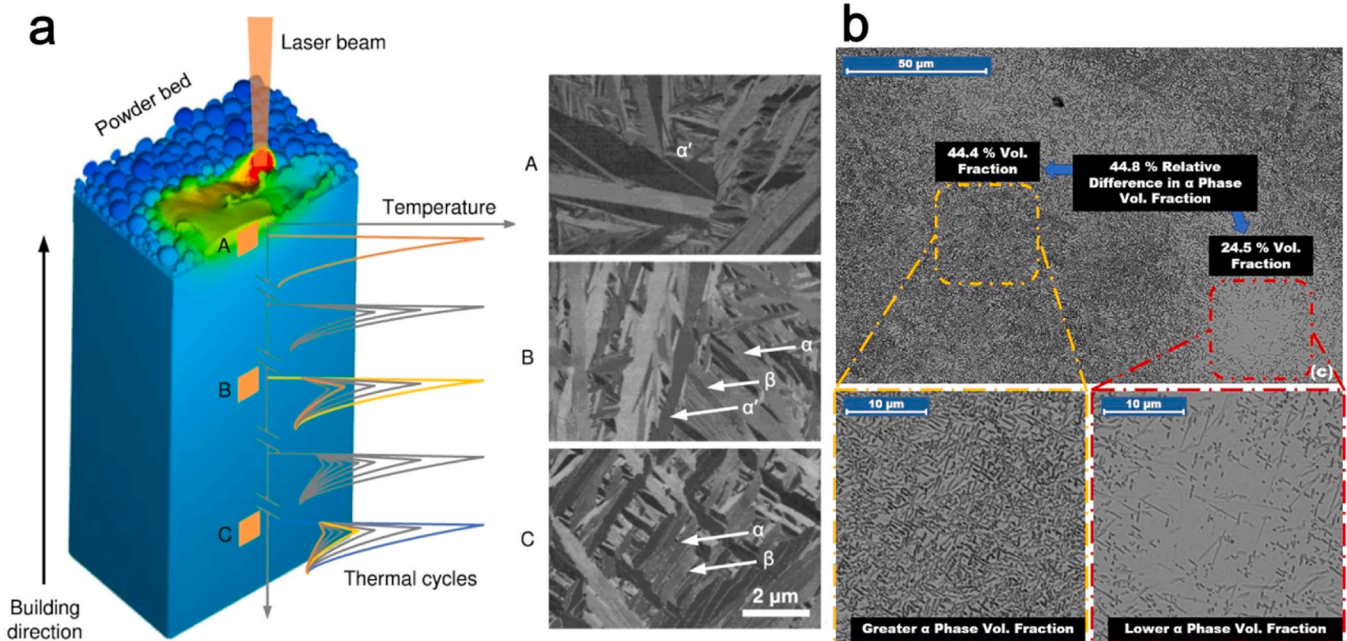 a
Laser beam
Powder bed
Temperature
A
B
C
Thermal cycles
Building
direction
A
α'
B
α
β
α'
C
α
β
2 μm
b
50 μm
44.4 % Vol.
Fraction
44.8 % Relative
Difference in α Phase
Vol. Fraction
24.5 % Vol.
Fraction
(c)
10 μm
Greater α Phase Vol. Fraction
10 μm
Lower α Phase Vol. Fraction